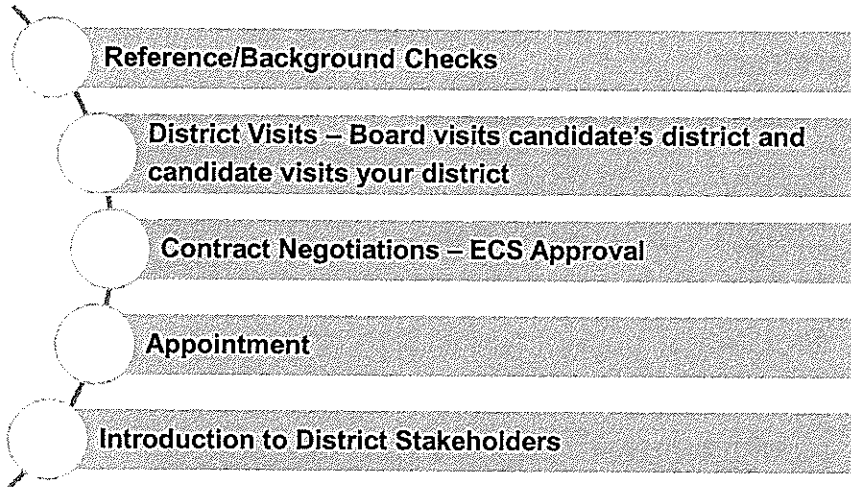 Reference/Background Checks
District Visits – Board visits candidate's district and
candidate visits your district
Contract Negotiations – ECS Approval
Appointment
Introduction to District Stakeholders